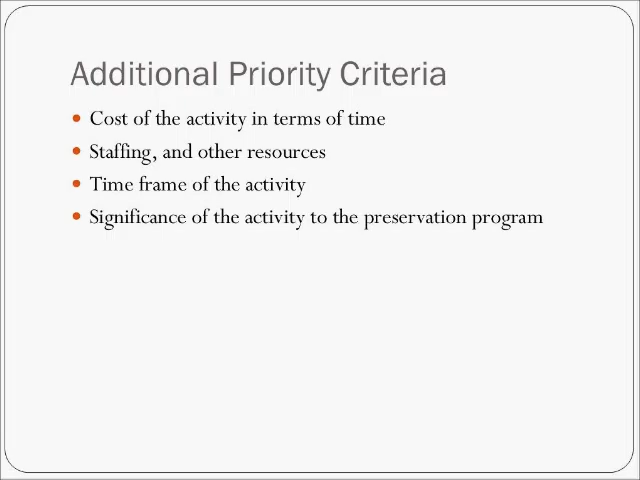 Additional Priority Criteria
• Cost of the activity in terms of time
• Staffing, and other resources
• Time frame of the activity
• Significance of the activity to the preservation program